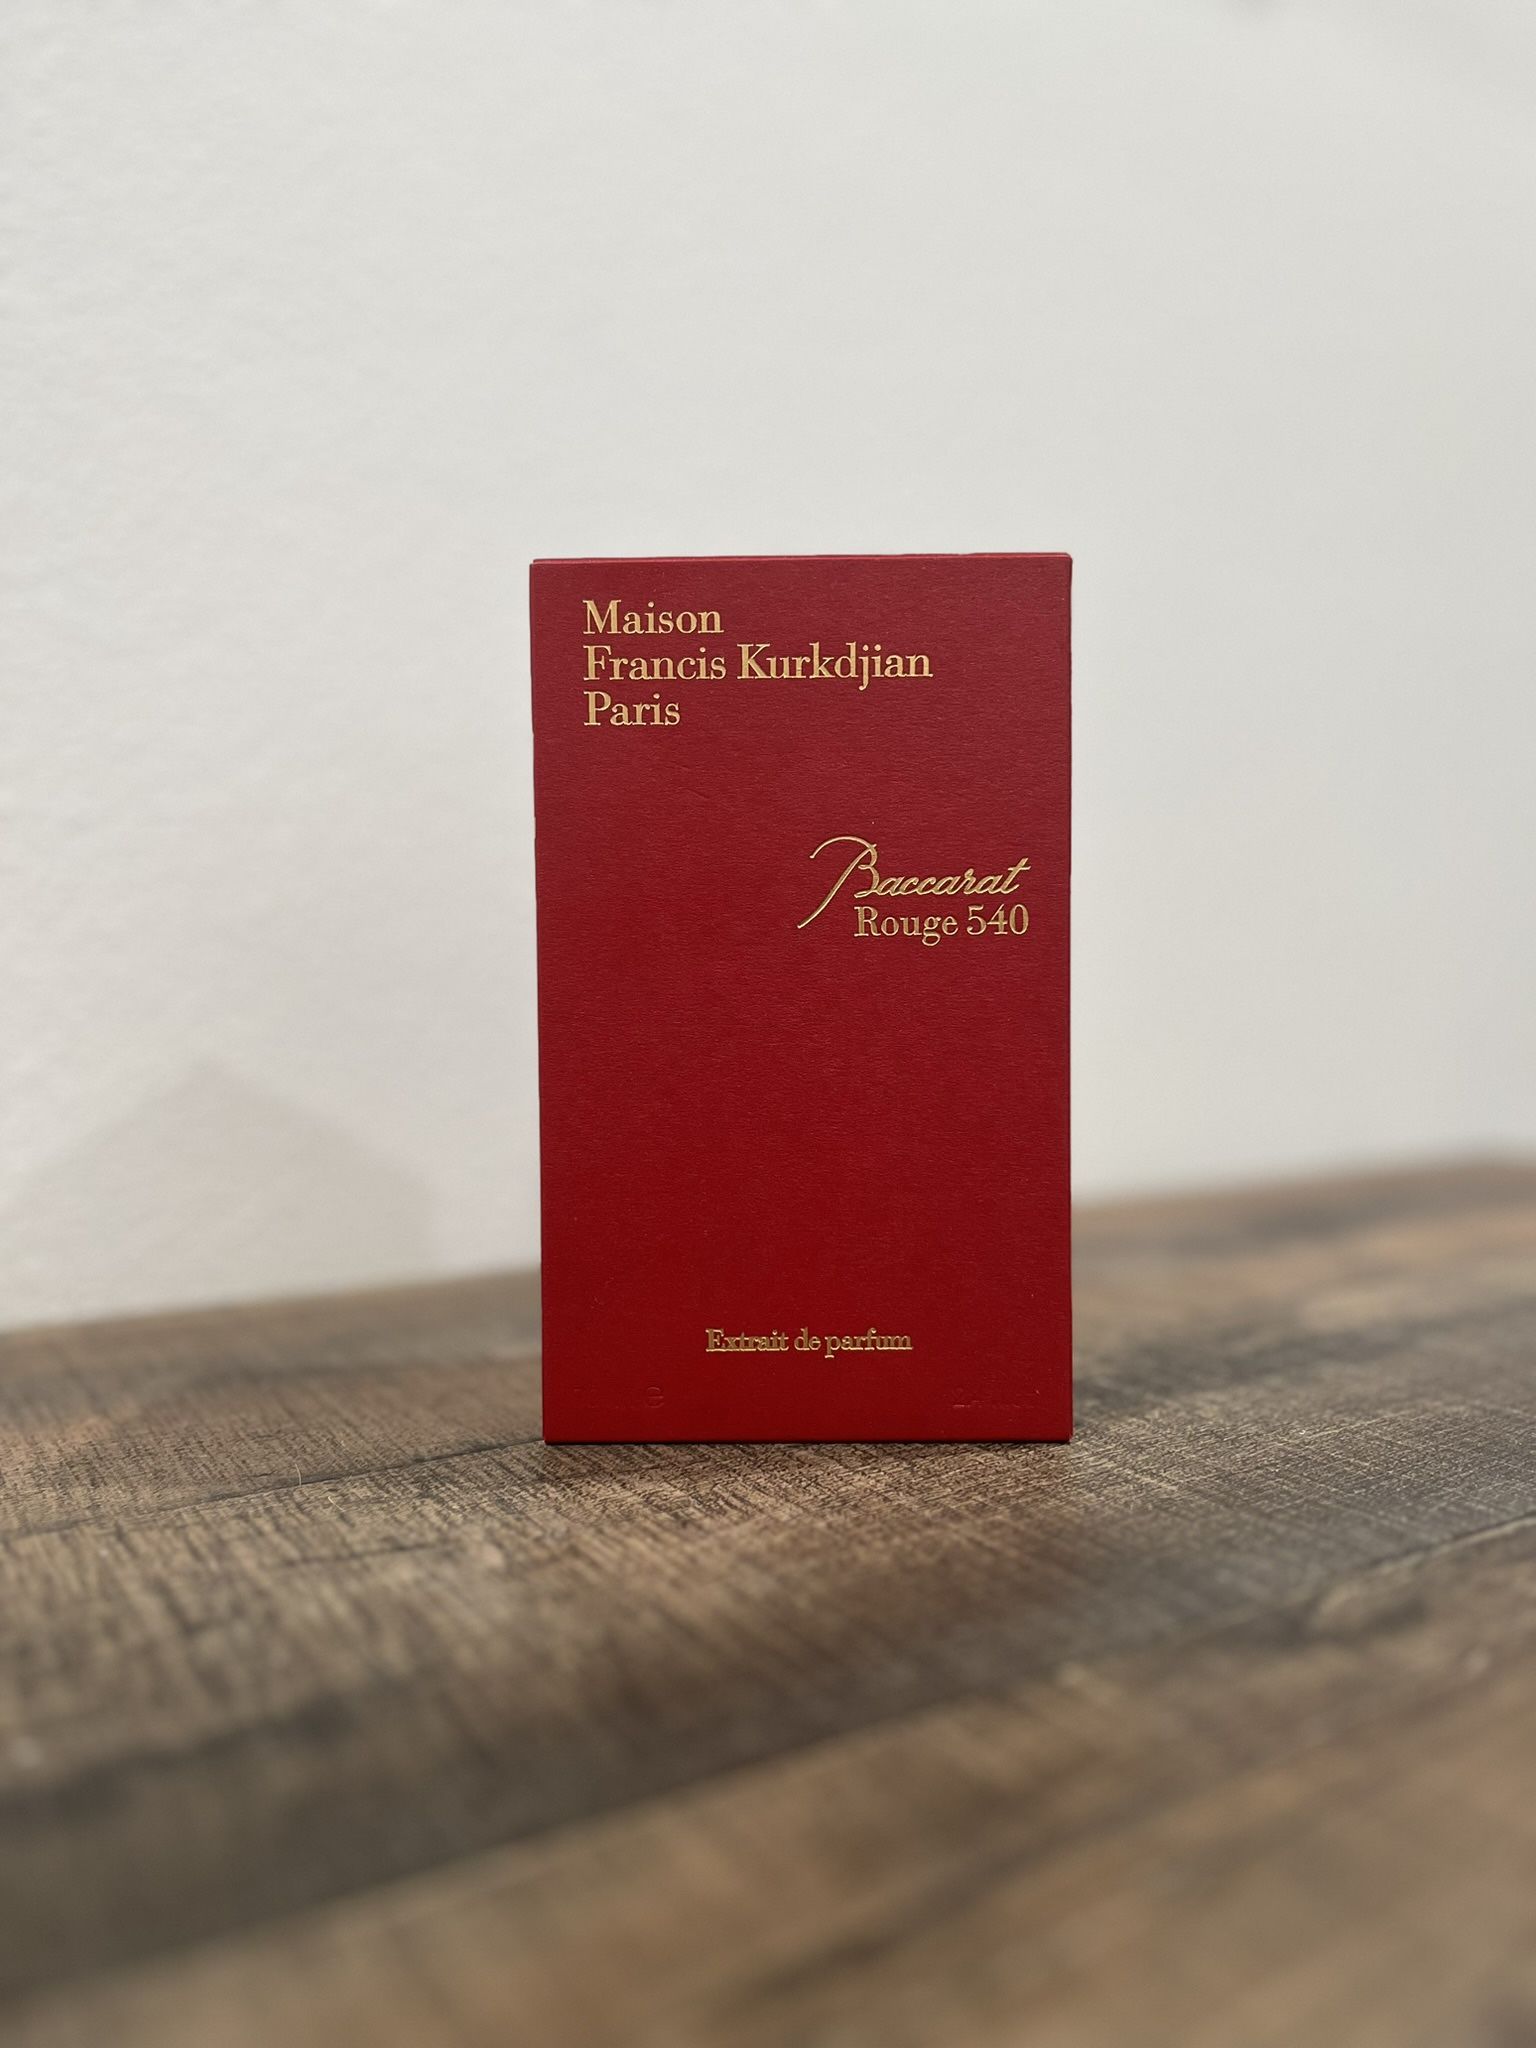 Maison
Francis Kurkdjian
Paris
Baccarat
Rouge 540
Extrait de parfum